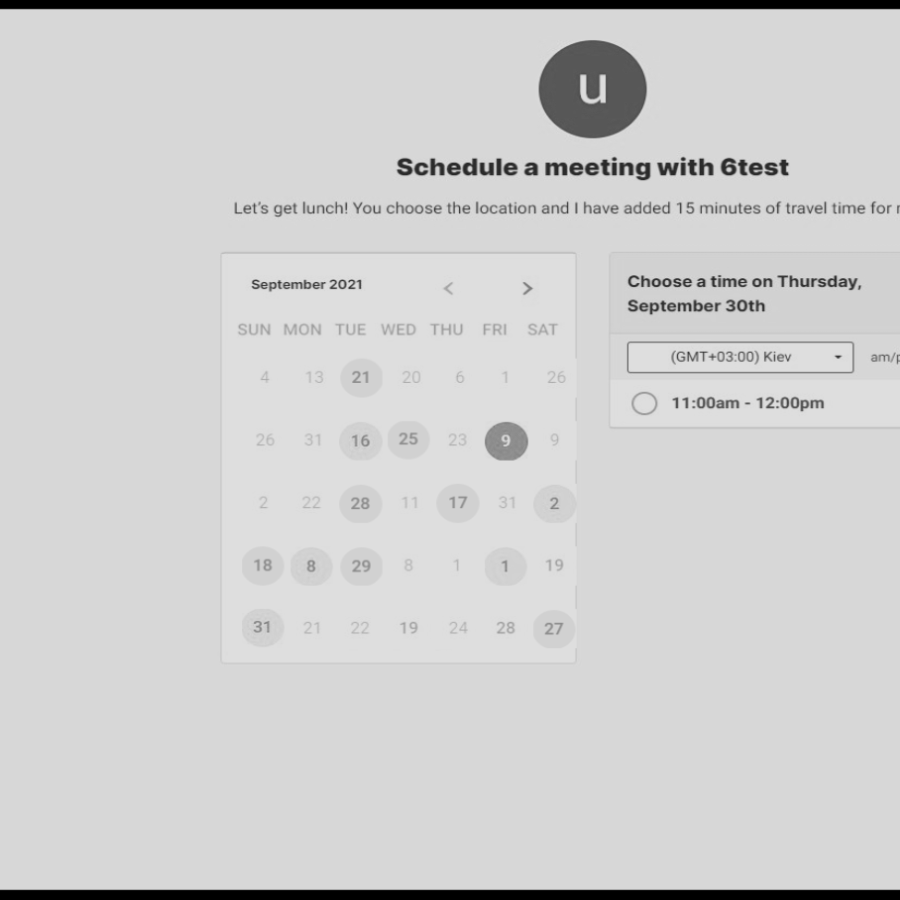 u
Schedule a meeting with 6test
Let's get lunch! You choose the location and I have added 15 minutes of travel time for
September 2021
SUN MON TUE WED THU FRI SAT
4 13 21 20 6 1 26
26 31 16 25 23 9 9
2 22 28 11 17 31 2
18 8 29 8 1 1 19
31 21 22 19 24 28 27
Choose a time on Thursday,
September 30th
(GMT+03:00) Kiev
am/p
11:00am - 12:00pm